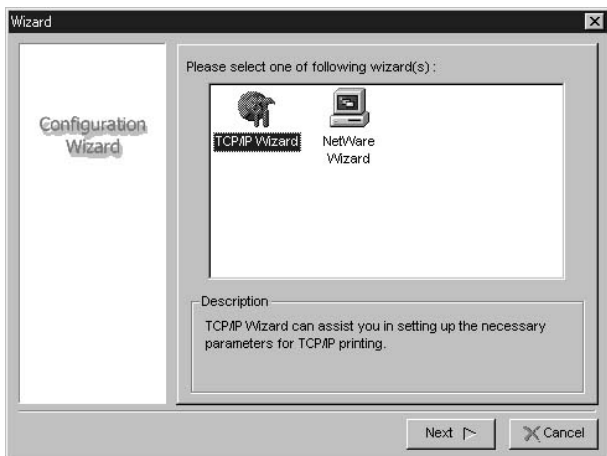 Wizard
Configuration
Wizard
Please select one of following wizard(s) :
TCP/IP Wizard
NetWare
Wizard
Description
TCP/IP Wizard can assist you in setting up the necessary
parameters for TCP/IP printing.
Next
Cancel